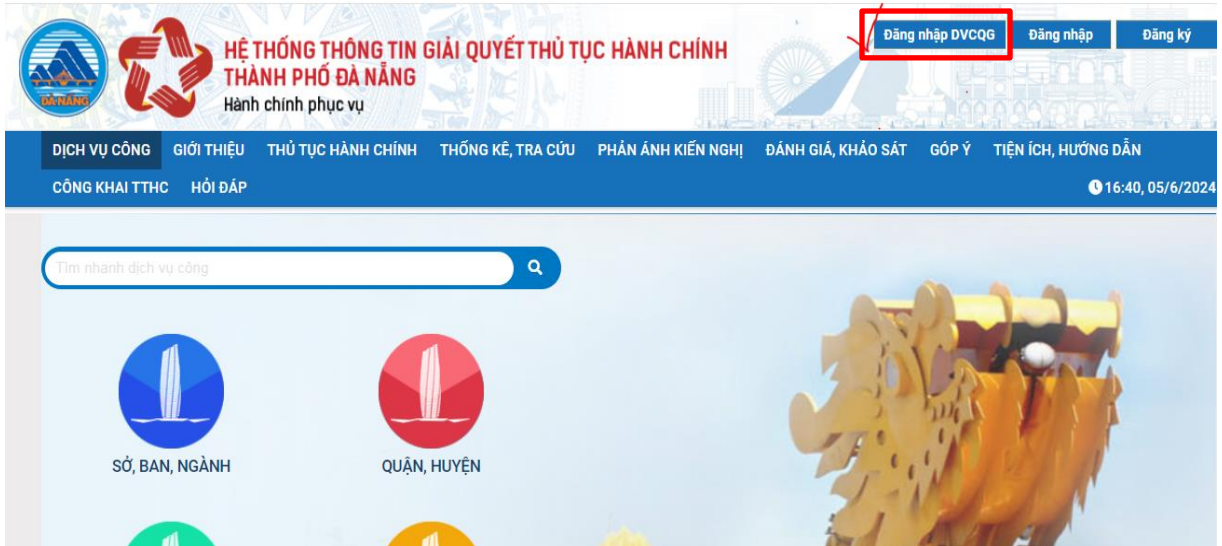 ĐÀ NẴNG
HỆ THỐNG THÔNG TIN GIẢI QUYẾT THỦ TỤC HÀNH CHÍNH
THÀNH PHỐ ĐÀ NẴNG
Hành chính phục vụ
Đăng nhập DVCQG Đăng nhập Đăng ký
DỊCH VỤ CÔNG GIỚI THIỆU THỦ TỤC HÀNH CHÍNH THỐNG KÊ, TRA CỨU PHẢN ÁNH KIẾN NGHỊ ĐÁNH GIÁ, KHẢO SÁT GÓP Ý TIỆN ÍCH, HƯỚNG DẪN
CÔNG KHAI TTHC HỎI ĐÁP 16:40, 05/6/2024
Tìm nhanh dịch vụ công
SỞ, BAN, NGÀNH QUẬN, HUYỆN